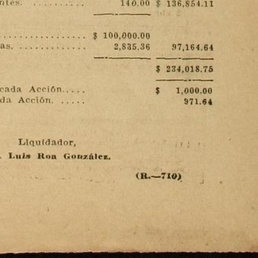 ntes. ...... 140.00 $ 136,854.11
............... $ 100,000.00
as. ........... 2,835.36 97,164.64
$ 234,018.75
cada Acción..... $ 1,000.00
da Acción. ...... 971.64
Liquidador,
Luis Roa González.
(R.—710)